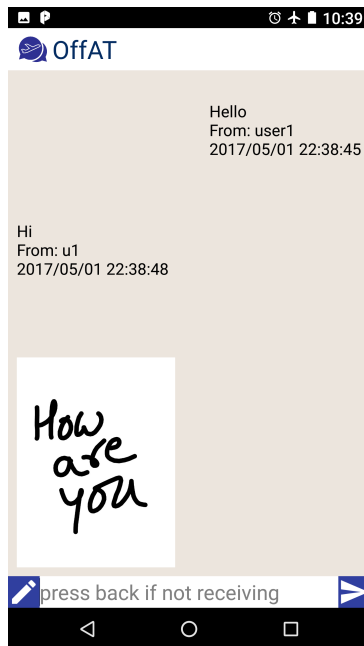 10:39
OffAT
Hello
From: user1
2017/05/01 22:38:45
Hi
From: u1
2017/05/01 22:38:48
How
are
you
press back if not receiving